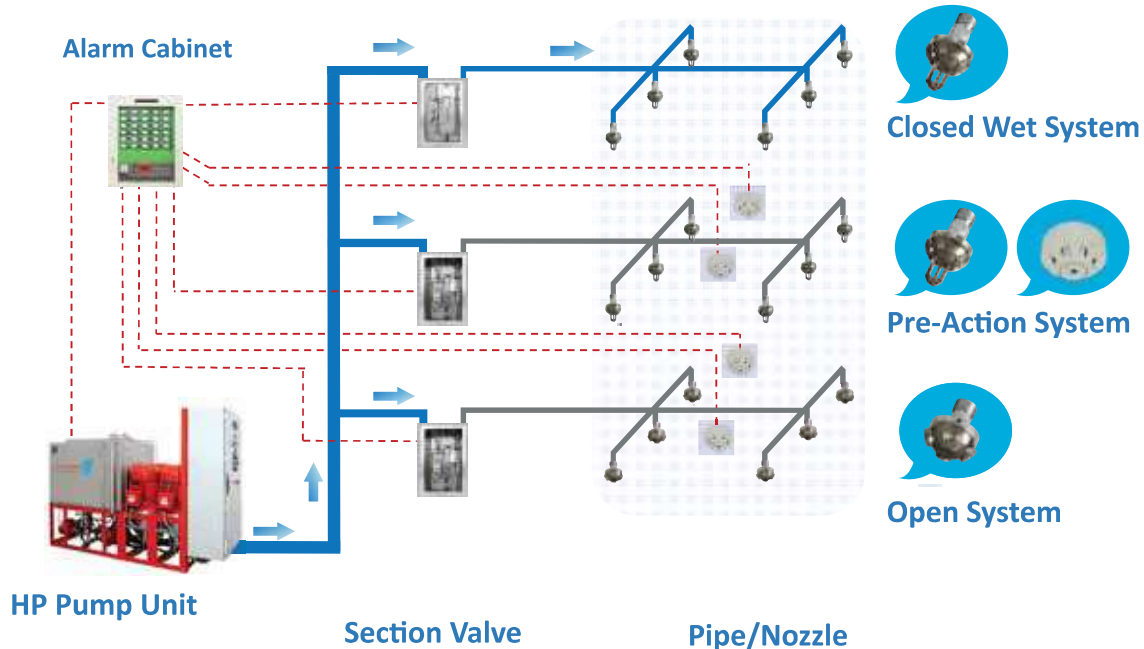 Alarm Cabinet
Closed Wet System
Pre-Action System
Open System
HP Pump Unit
Section Valve
Pipe/Nozzle